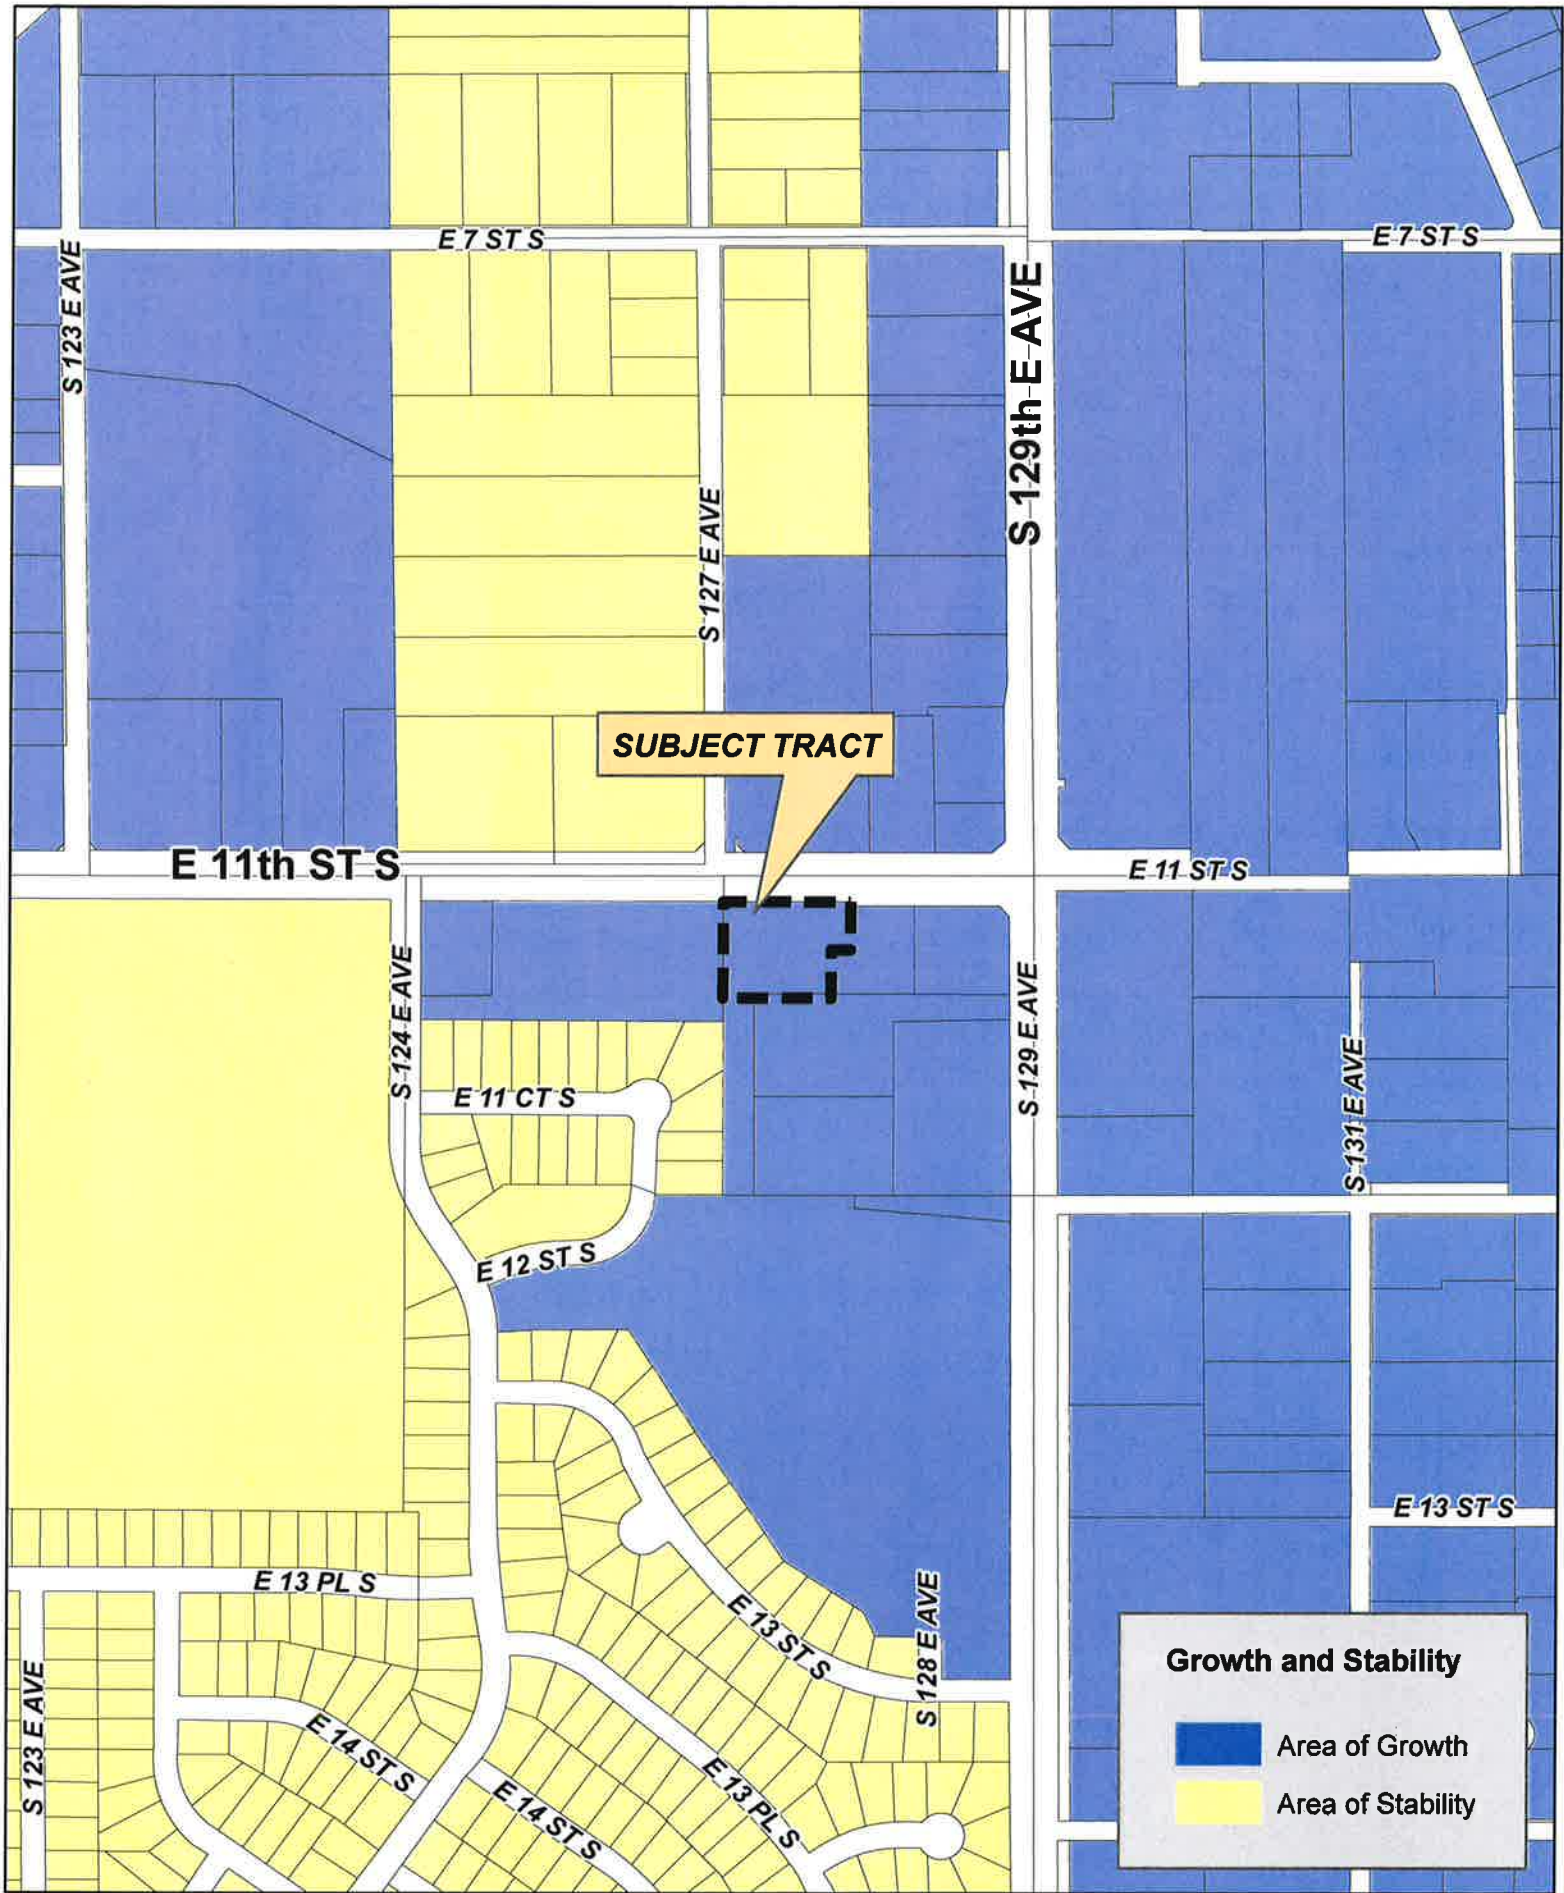 E 7 ST S
E 7 ST S
S 123 E AVE
S 129th E AVE
S 127 E AVE
SUBJECT TRACT
E 11th ST S
E 11 ST S
S 124 E AVE
S 129 E AVE
S 131 E AVE
E 11 CT S
E 12 ST S
E 13 ST S
E 13 PL S
E 13 ST S
S 128 E AVE
S 123 E AVE
E 14 ST S
E 14 ST S
E 13 PL S
Growth and Stability
Area of Growth
Area of Stability